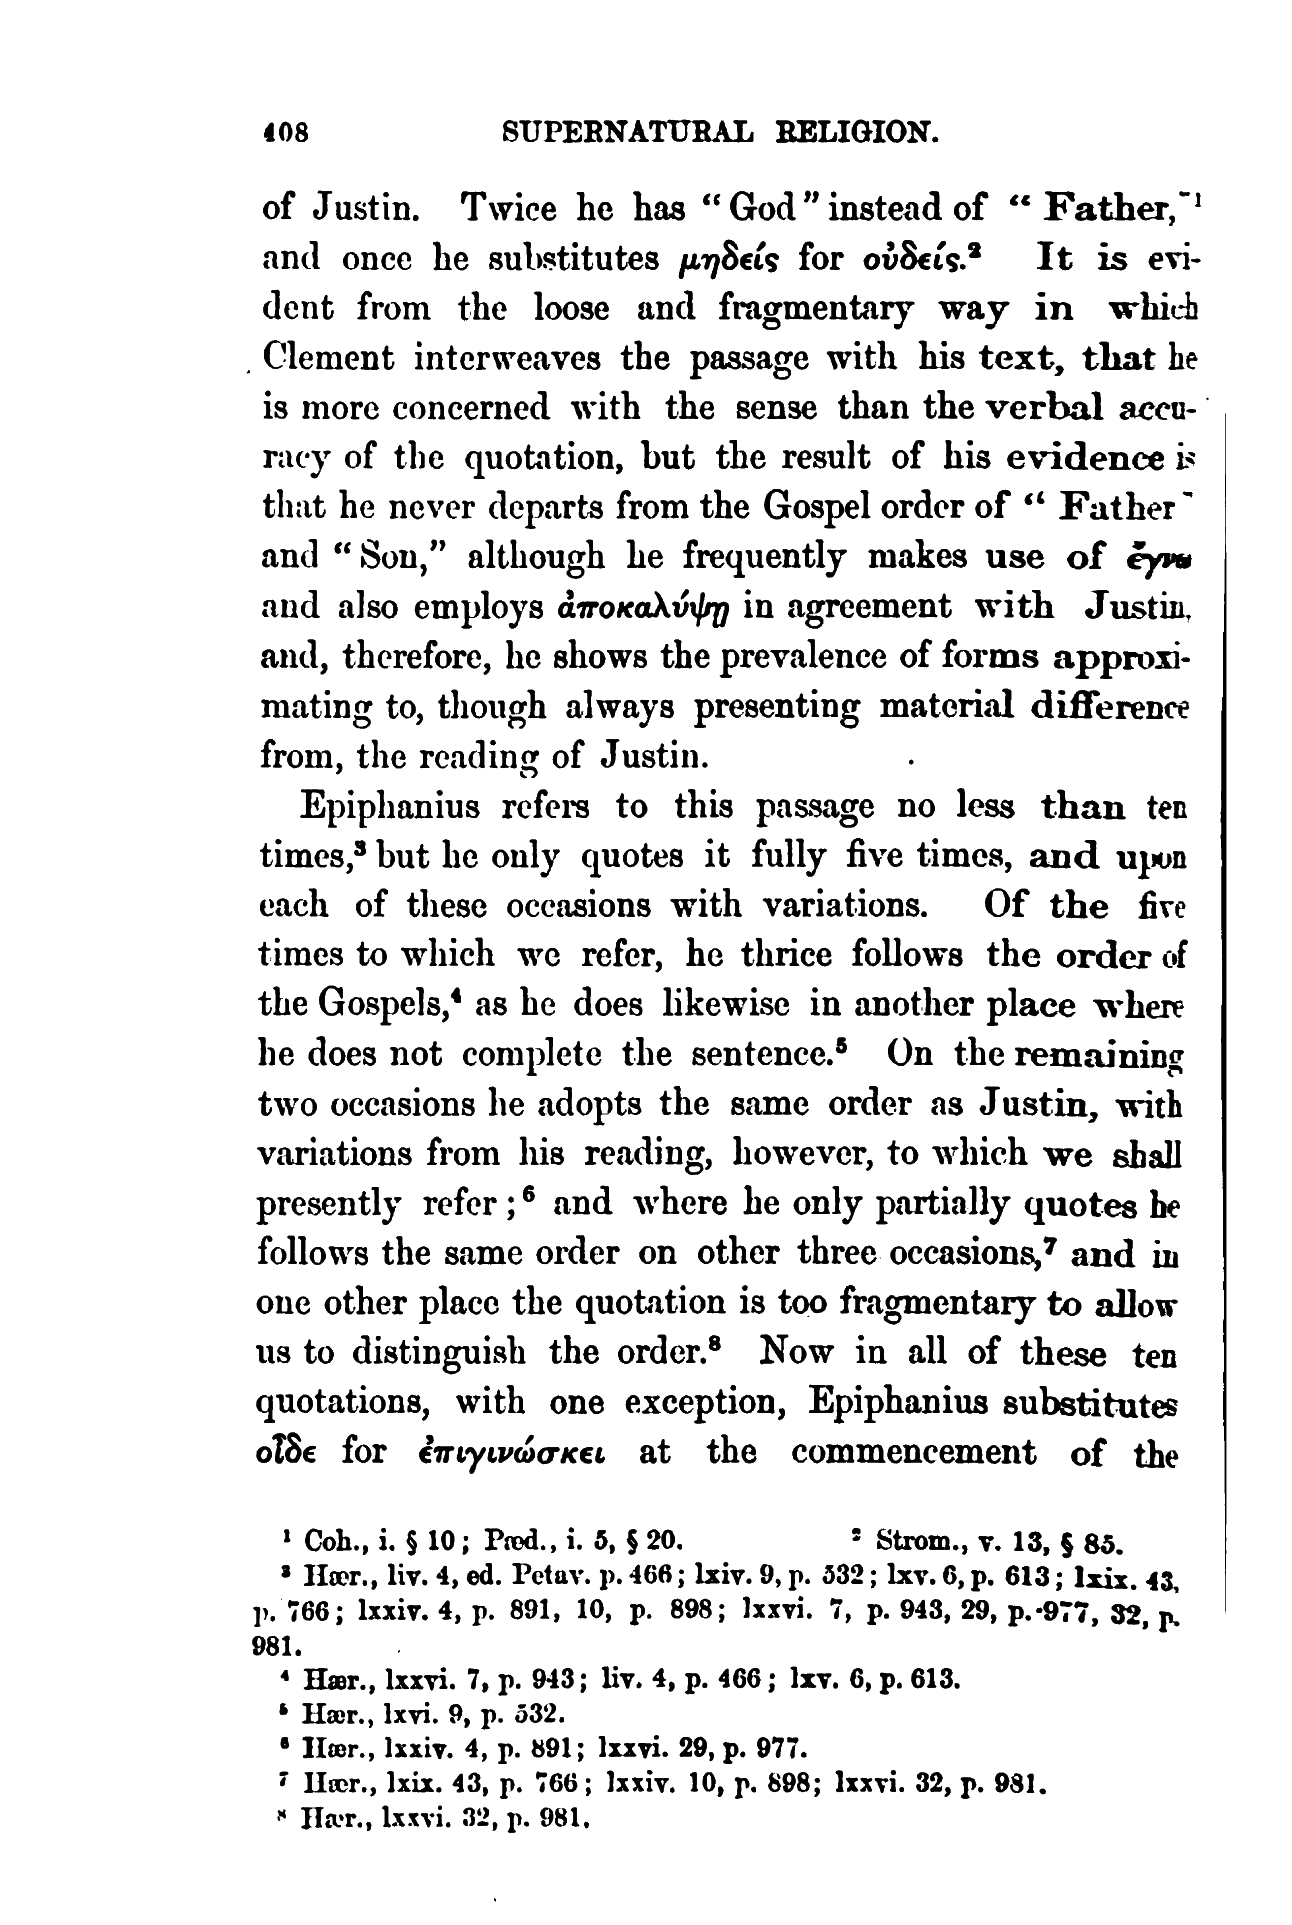 408 SUPERNATURAL RELIGION.
of Justin. Twice he has “God” instead of “Father,”¹
and once he substitutes μηδείς for οὐδείς.² It is evi-
dent from the loose and fragmentary way in which
Clement interweaves the passage with his text, that he
is more concerned with the sense than the verbal accu-
racy of the quotation, but the result of his evidence is
that he never departs from the Gospel order of “Father”
and “Son,” although he frequently makes use of ἔγνω
and also employs ἀποκαλύψῃ in agreement with Justin,
and, therefore, he shows the prevalence of forms approxi-
mating to, though always presenting material difference
from, the reading of Justin.
Epiphanius refers to this passage no less than ten
times,³ but he only quotes it fully five times, and upon
each of these occasions with variations. Of the five
times to which we refer, he thrice follows the order of
the Gospels,⁴ as he does likewise in another place where
he does not complete the sentence.⁵ On the remaining
two occasions he adopts the same order as Justin, with
variations from his reading, however, to which we shall
presently refer;⁶ and where he only partially quotes he
follows the same order on other three occasions,⁷ and in
one other place the quotation is too fragmentary to allow
us to distinguish the order.⁸ Now in all of these ten
quotations, with one exception, Epiphanius substitutes
οἶδε for ἐπιγινώσκει at the commencement of the
¹ Coh., i. § 10; Pæd., i. 5, § 20. ² Strom., v. 13, § 85.
³ Hær., liv. 4, ed. Petav. p. 466; lxiv. 9, p. 532; lxv. 6, p. 613; lxix. 43,
p. 766; lxxiv. 4, p. 891, 10, p. 898; lxxvi. 7, p. 943, 29, p. 977, 32, p.
981.
⁴ Hær., lxxvi. 7, p. 943; liv. 4, p. 466; lxv. 6, p. 613.
⁵ Hær., lxvi. 9, p. 532.
⁶ Hær., lxxiv. 4, p. 891; lxxvi. 29, p. 977.
⁷ Hær., lxix. 43, p. 766; lxxiv. 10, p. 898; lxxvi. 32, p. 981.
⁸ Hær., lxxvi. 32, p. 981.